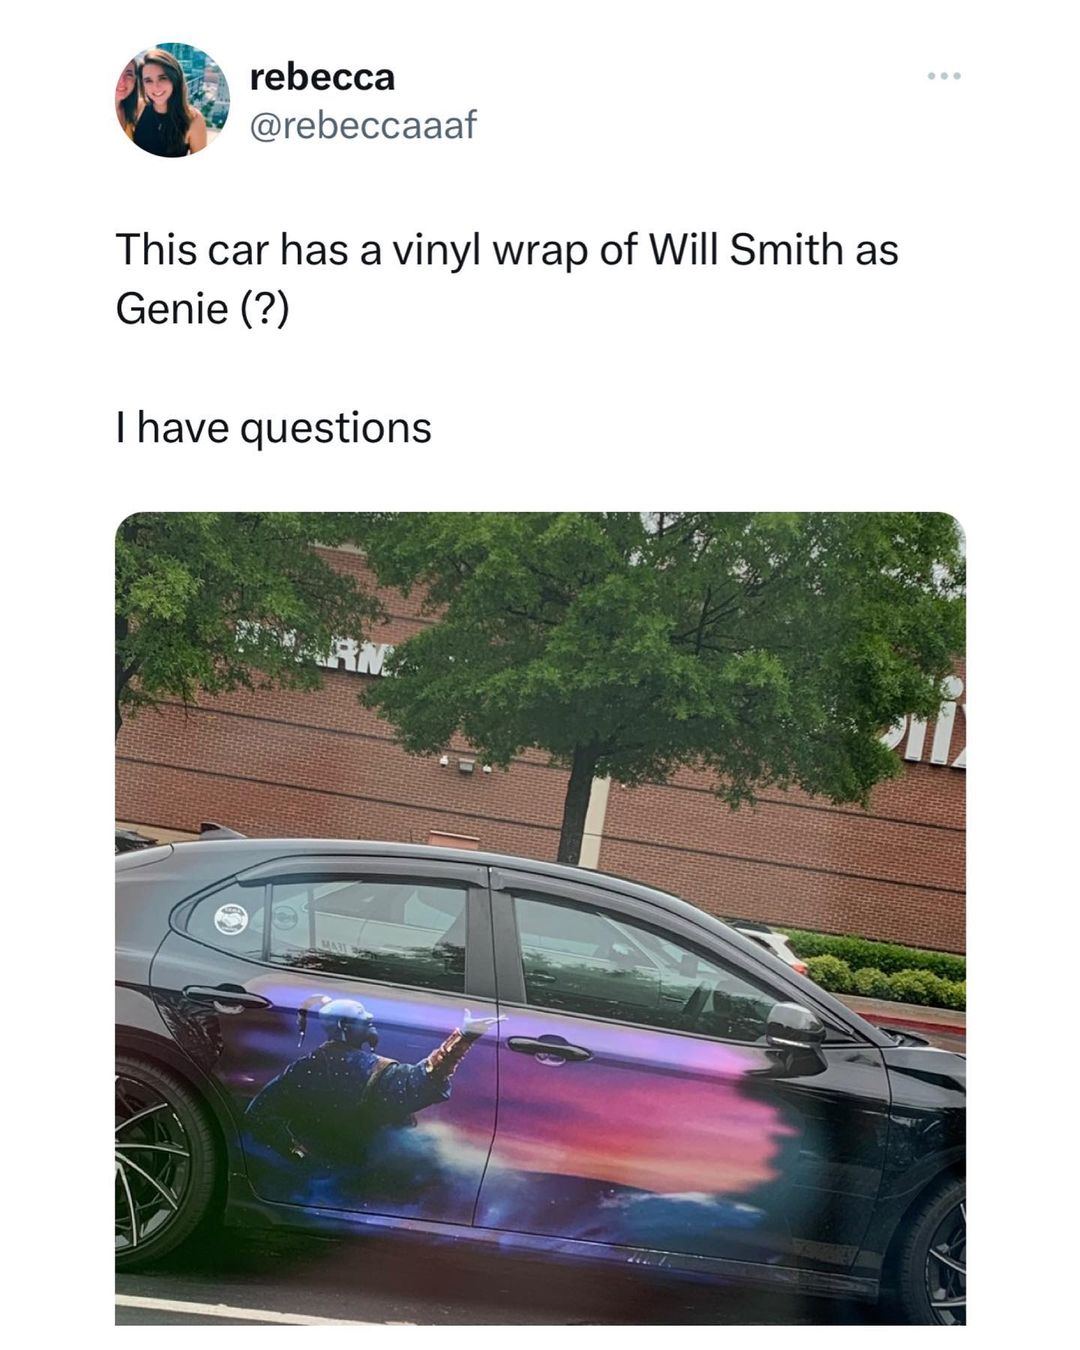 rebecca
@rebeccaaaf
This car has a vinyl wrap of Will Smith as
Genie (?)
I have questions